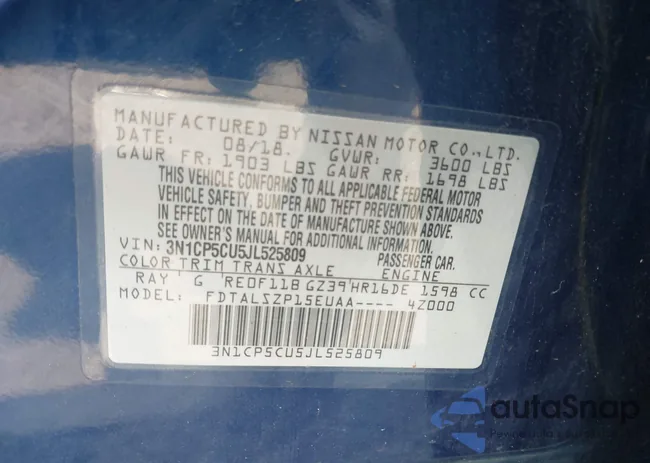 MANUFACTURED BY NISSAN MOTOR CO.,LTD.
DATE: 08/18. GVWR: 3600 LBS
GAWR FR: 1903 LBS GAWR RR: 1698 LBS
THIS VEHICLE CONFORMS TO ALL APPLICABLE FEDERAL MOTOR
VEHICLE SAFETY, BUMPER AND THEFT PREVENTION STANDARDS
IN EFFECT ON THE DATE OF MANUFACTURE SHOWN ABOVE.
SEE OWNER'S MANUAL FOR ADDITIONAL INFORMATION.
VIN: 3N1CP5CU5JL525809 PASSENGER CAR.
COLOR TRIM TRANS AXLE ENGINE
RAY G RE0F11B GZ39 HR16DE 1598 CC
MODEL: FDTALSZP15EUAA---- 4Z000
3N1CP5CU5JL525809
autoSnap